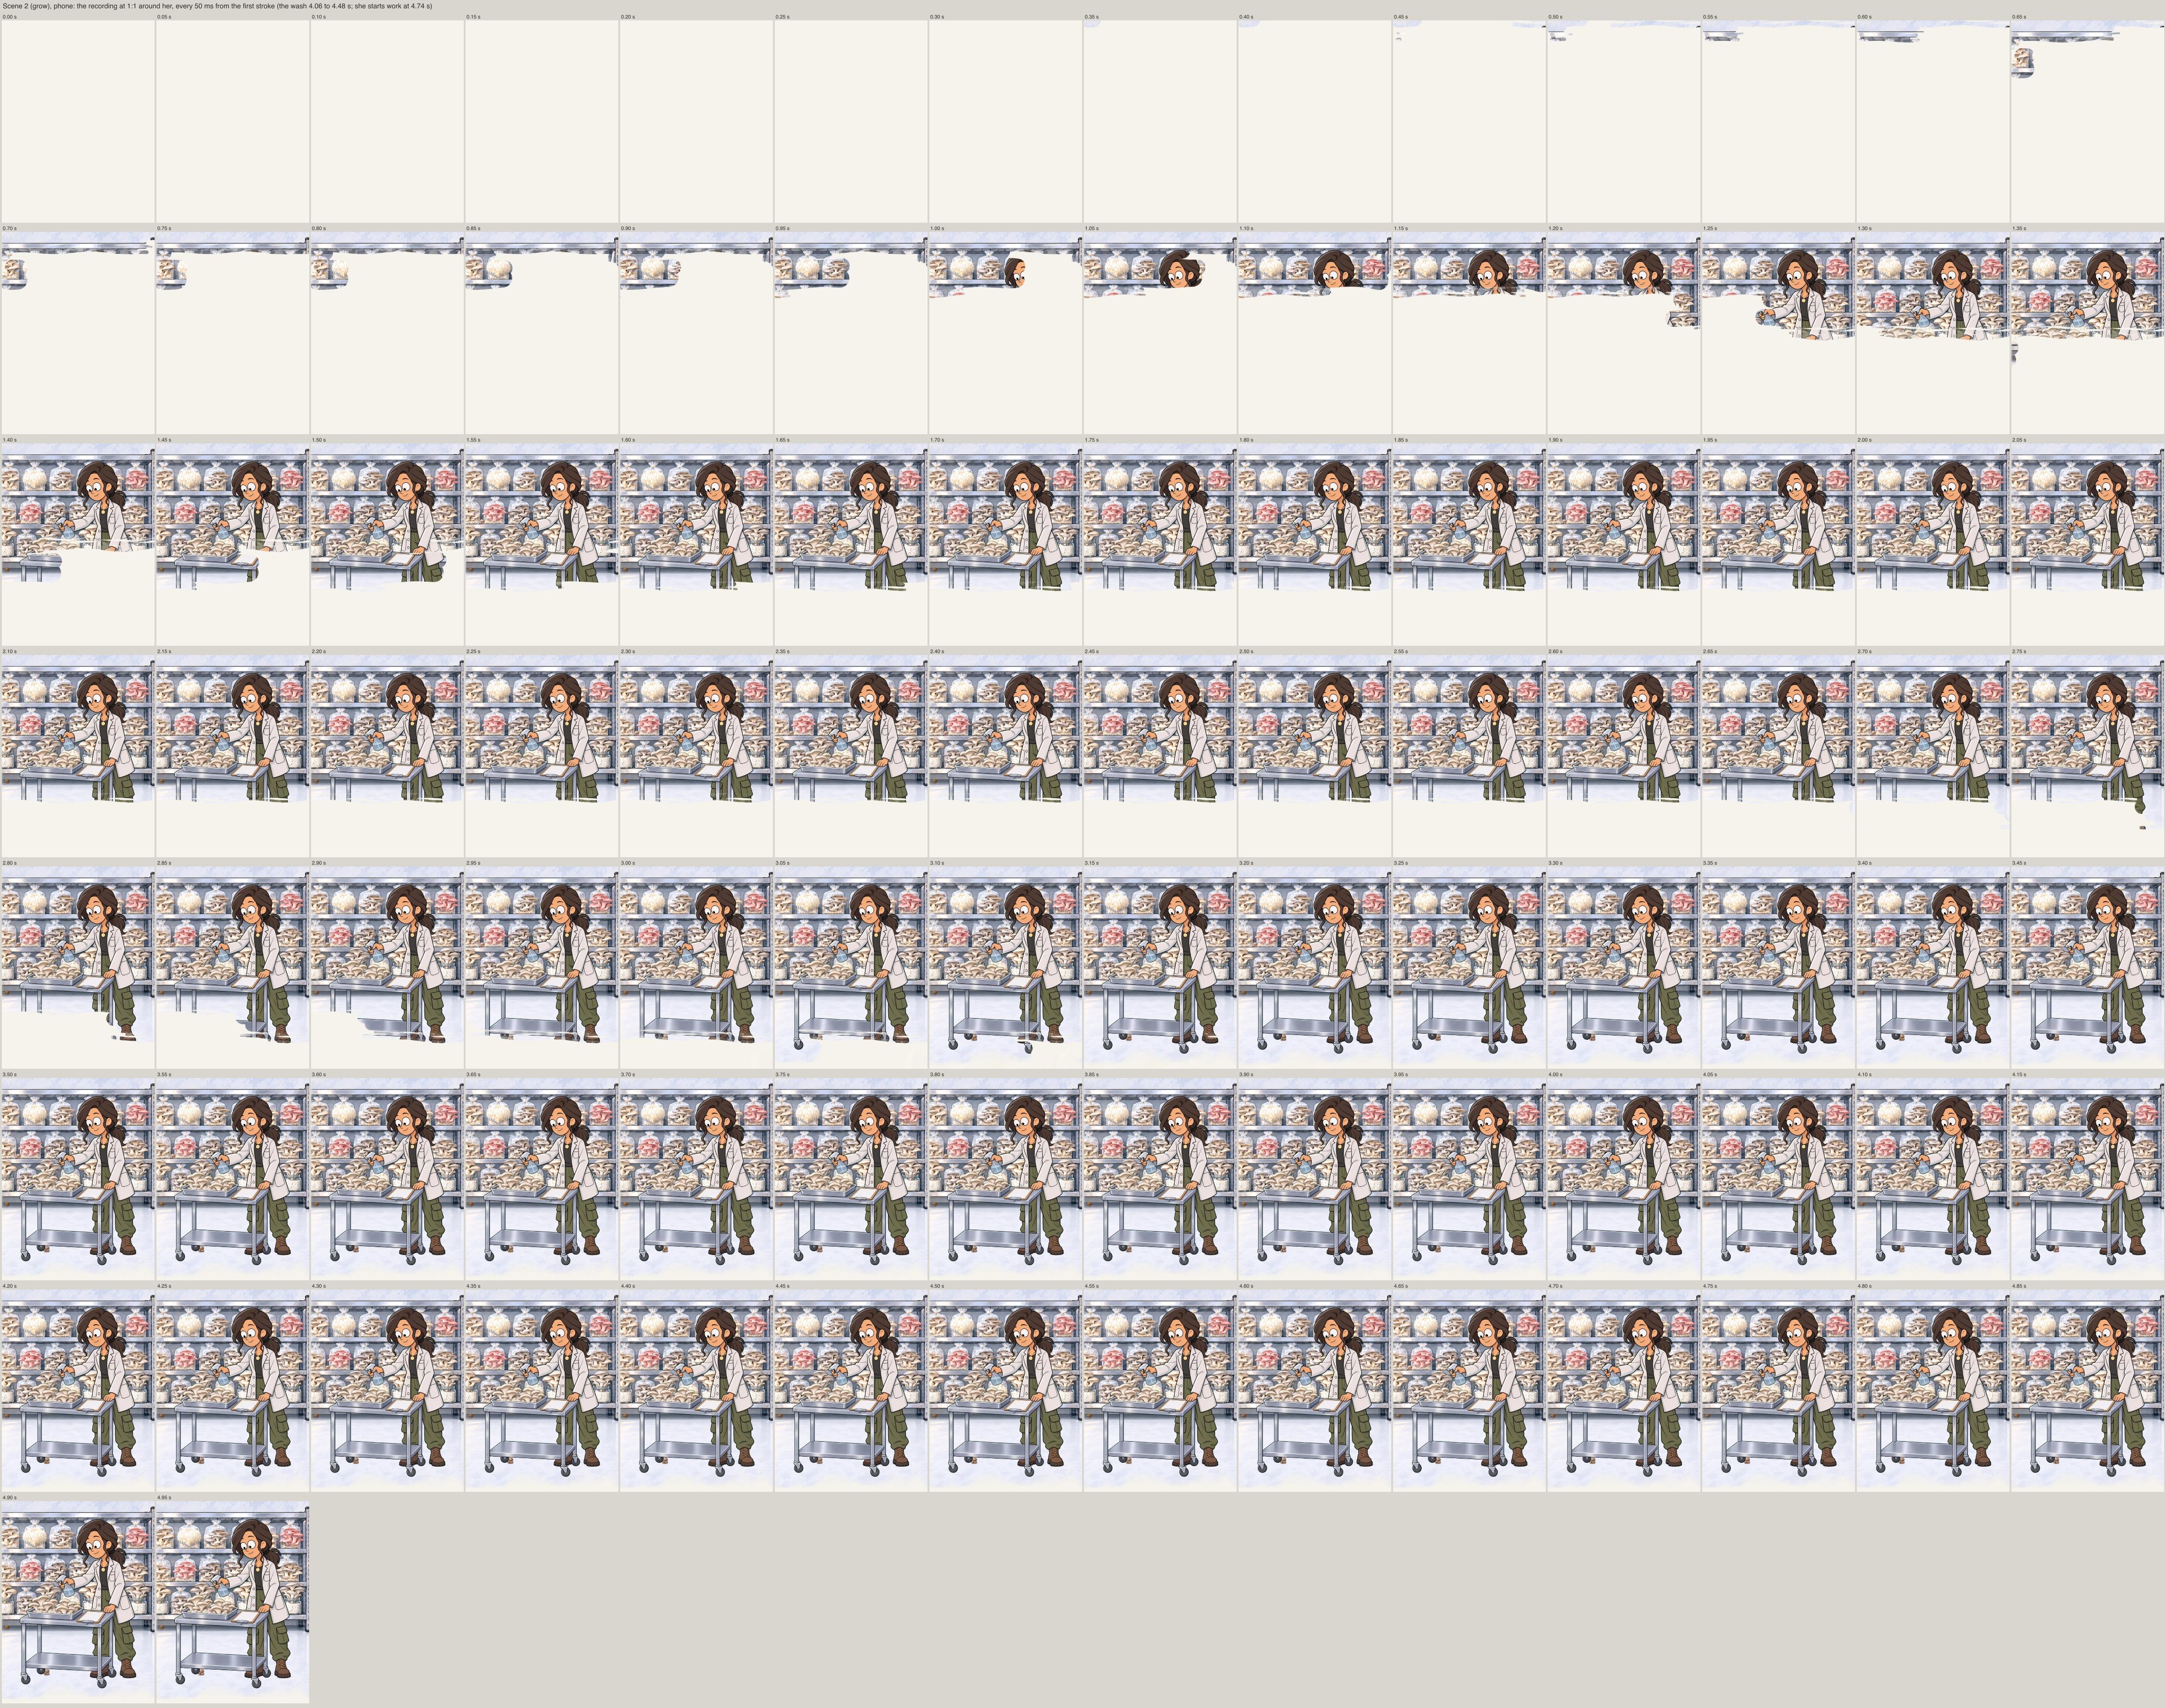 Scene 2 (grow), phone: the recording at 1:1 around her, every 50 ms from the first stroke (the wash 4.06 to 4.48 s; she starts work at 4.74 s)
0.00 s 0.05 s 0.10 s 0.15 s 0.20 s 0.25 s 0.30 s 0.35 s 0.40 s 0.45 s 0.50 s 0.55 s 0.60 s 0.65 s
0.70 s 0.75 s 0.80 s 0.85 s 0.90 s 0.95 s 1.00 s 1.05 s 1.10 s 1.15 s 1.20 s 1.25 s 1.30 s 1.35 s
1.40 s 1.45 s 1.50 s 1.55 s 1.60 s 1.65 s 1.70 s 1.75 s 1.80 s 1.85 s 1.90 s 1.95 s 2.00 s 2.05 s
2.10 s 2.15 s 2.20 s 2.25 s 2.30 s 2.35 s 2.40 s 2.45 s 2.50 s 2.55 s 2.60 s 2.65 s 2.70 s 2.75 s
2.80 s 2.85 s 2.90 s 2.95 s 3.00 s 3.05 s 3.10 s 3.15 s 3.20 s 3.25 s 3.30 s 3.35 s 3.40 s 3.45 s
3.50 s 3.55 s 3.60 s 3.65 s 3.70 s 3.75 s 3.80 s 3.85 s 3.90 s 3.95 s 4.00 s 4.05 s 4.10 s 4.15 s
4.20 s 4.25 s 4.30 s 4.35 s 4.40 s 4.45 s 4.50 s 4.55 s 4.60 s 4.65 s 4.70 s 4.75 s 4.80 s 4.85 s
4.90 s 4.95 s